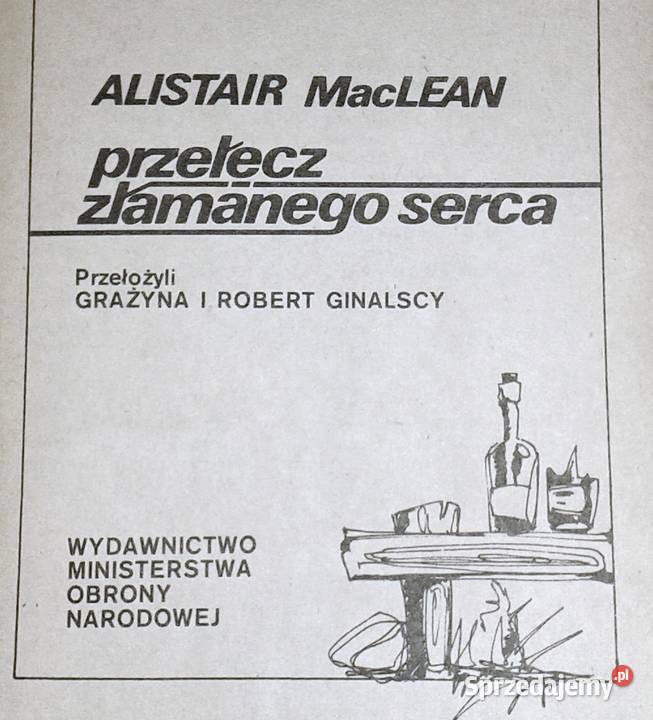 ALISTAIR MacLEAN
przełęcz
złamanego serca
Przełożyli
GRAŻYNA I ROBERT GINALSCY
WYDAWNICTWO
MINISTERSTWA
OBRONY
NARODOWEJ
Sprzedajemy.pl